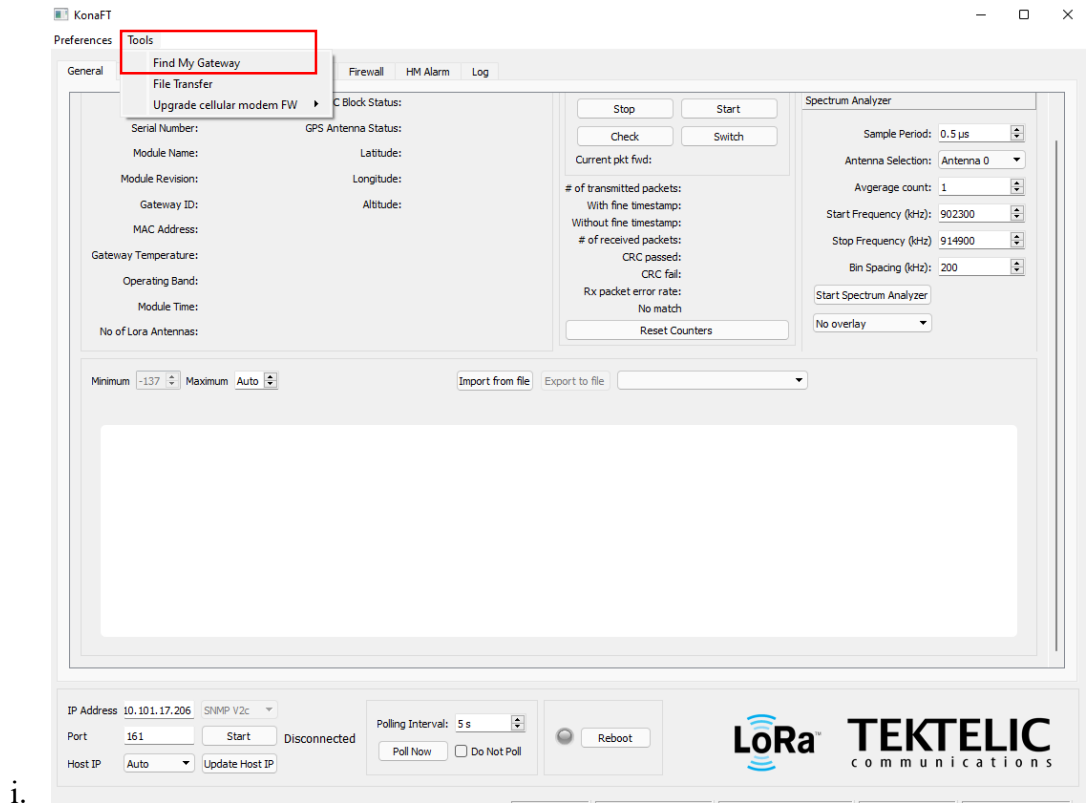 KonaFT
Preferences Tools
Find My Gateway
File Transfer
Upgrade cellular modem FW
General Firewall HM Alarm Log
C Block Status:
Serial Number: GPS Antenna Status:
Module Name: Latitude:
Module Revision: Longitude:
Gateway ID: Altitude:
MAC Address:
Gateway Temperature:
Operating Band:
Module Time:
No of Lora Antennas:
Stop Start
Check Switch
Current pkt fwd:
# of transmitted packets:
With fine timestamp:
Without fine timestamp:
# of received packets:
CRC passed:
CRC fail:
Rx packet error rate:
No match
Reset Counters
Spectrum Analyzer
Sample Period: 0.5 µs
Antenna Selection: Antenna 0
Avgerage count: 1
Start Frequency (kHz): 902300
Stop Frequency (kHz) 914900
Bin Spacing (kHz): 200
Start Spectrum Analyzer
No overlay
Minimum -137 Maximum Auto Import from file Export to file
IP Address 10.101.17.206 SNMP V2c
Port 161 Start Disconnected
Host IP Auto Update Host IP
Polling Interval: 5 s
Poll Now Do Not Poll
Reboot
LoRa™
TEKTELIC
communications
i.